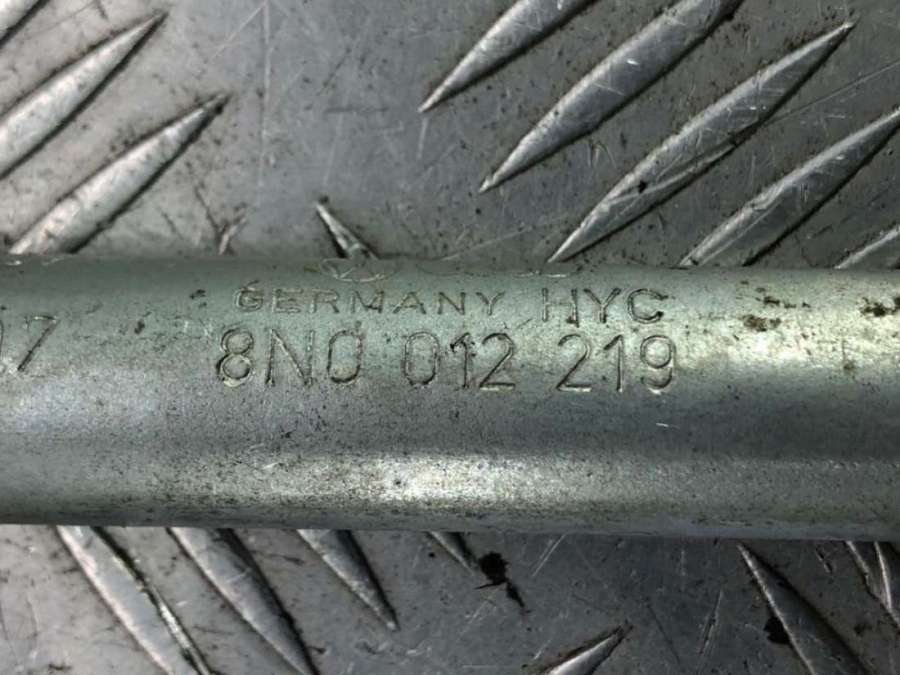 GERMANY HYC
8N0 012 219